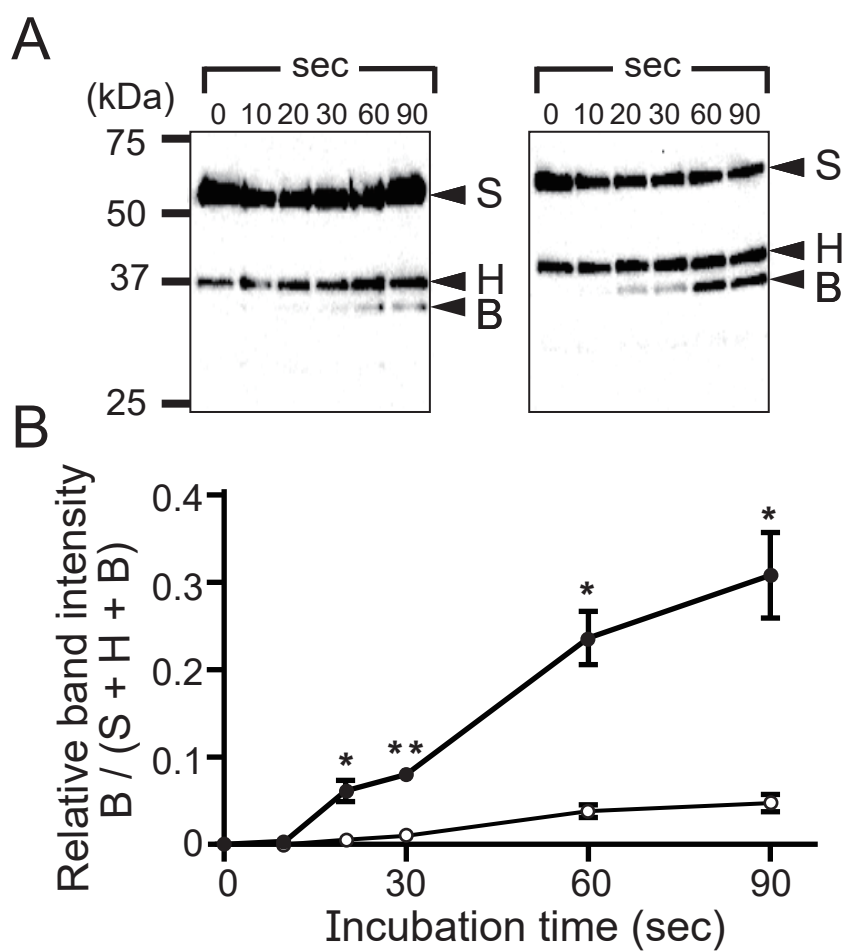 A
sec sec
(kDa) 0 10 20 30 60 90 0 10 20 30 60 90
75
S S
50
H
37 H
B B
25
B
Relative band intensity
B / (S + H + B)
0.4
*
0.3 *
0.2
0.1 * **
0
0 30 60 90
Incubation time (sec)